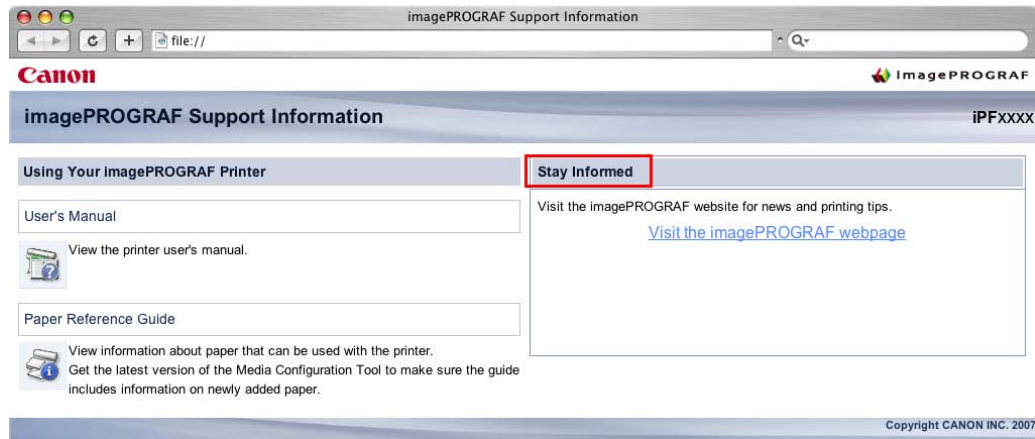 imagePROGRAF Support Information
file://
Canon
imagePROGRAF
imagePROGRAF Support Information
iPFxxxx
Using Your imagePROGRAF Printer
User's Manual
View the printer user's manual.
Paper Reference Guide
View information about paper that can be used with the printer.
Get the latest version of the Media Configuration Tool to make sure the guide
includes information on newly added paper.
Stay Informed
Visit the imagePROGRAF website for news and printing tips.
Visit the imagePROGRAF webpage
Copyright CANON INC.